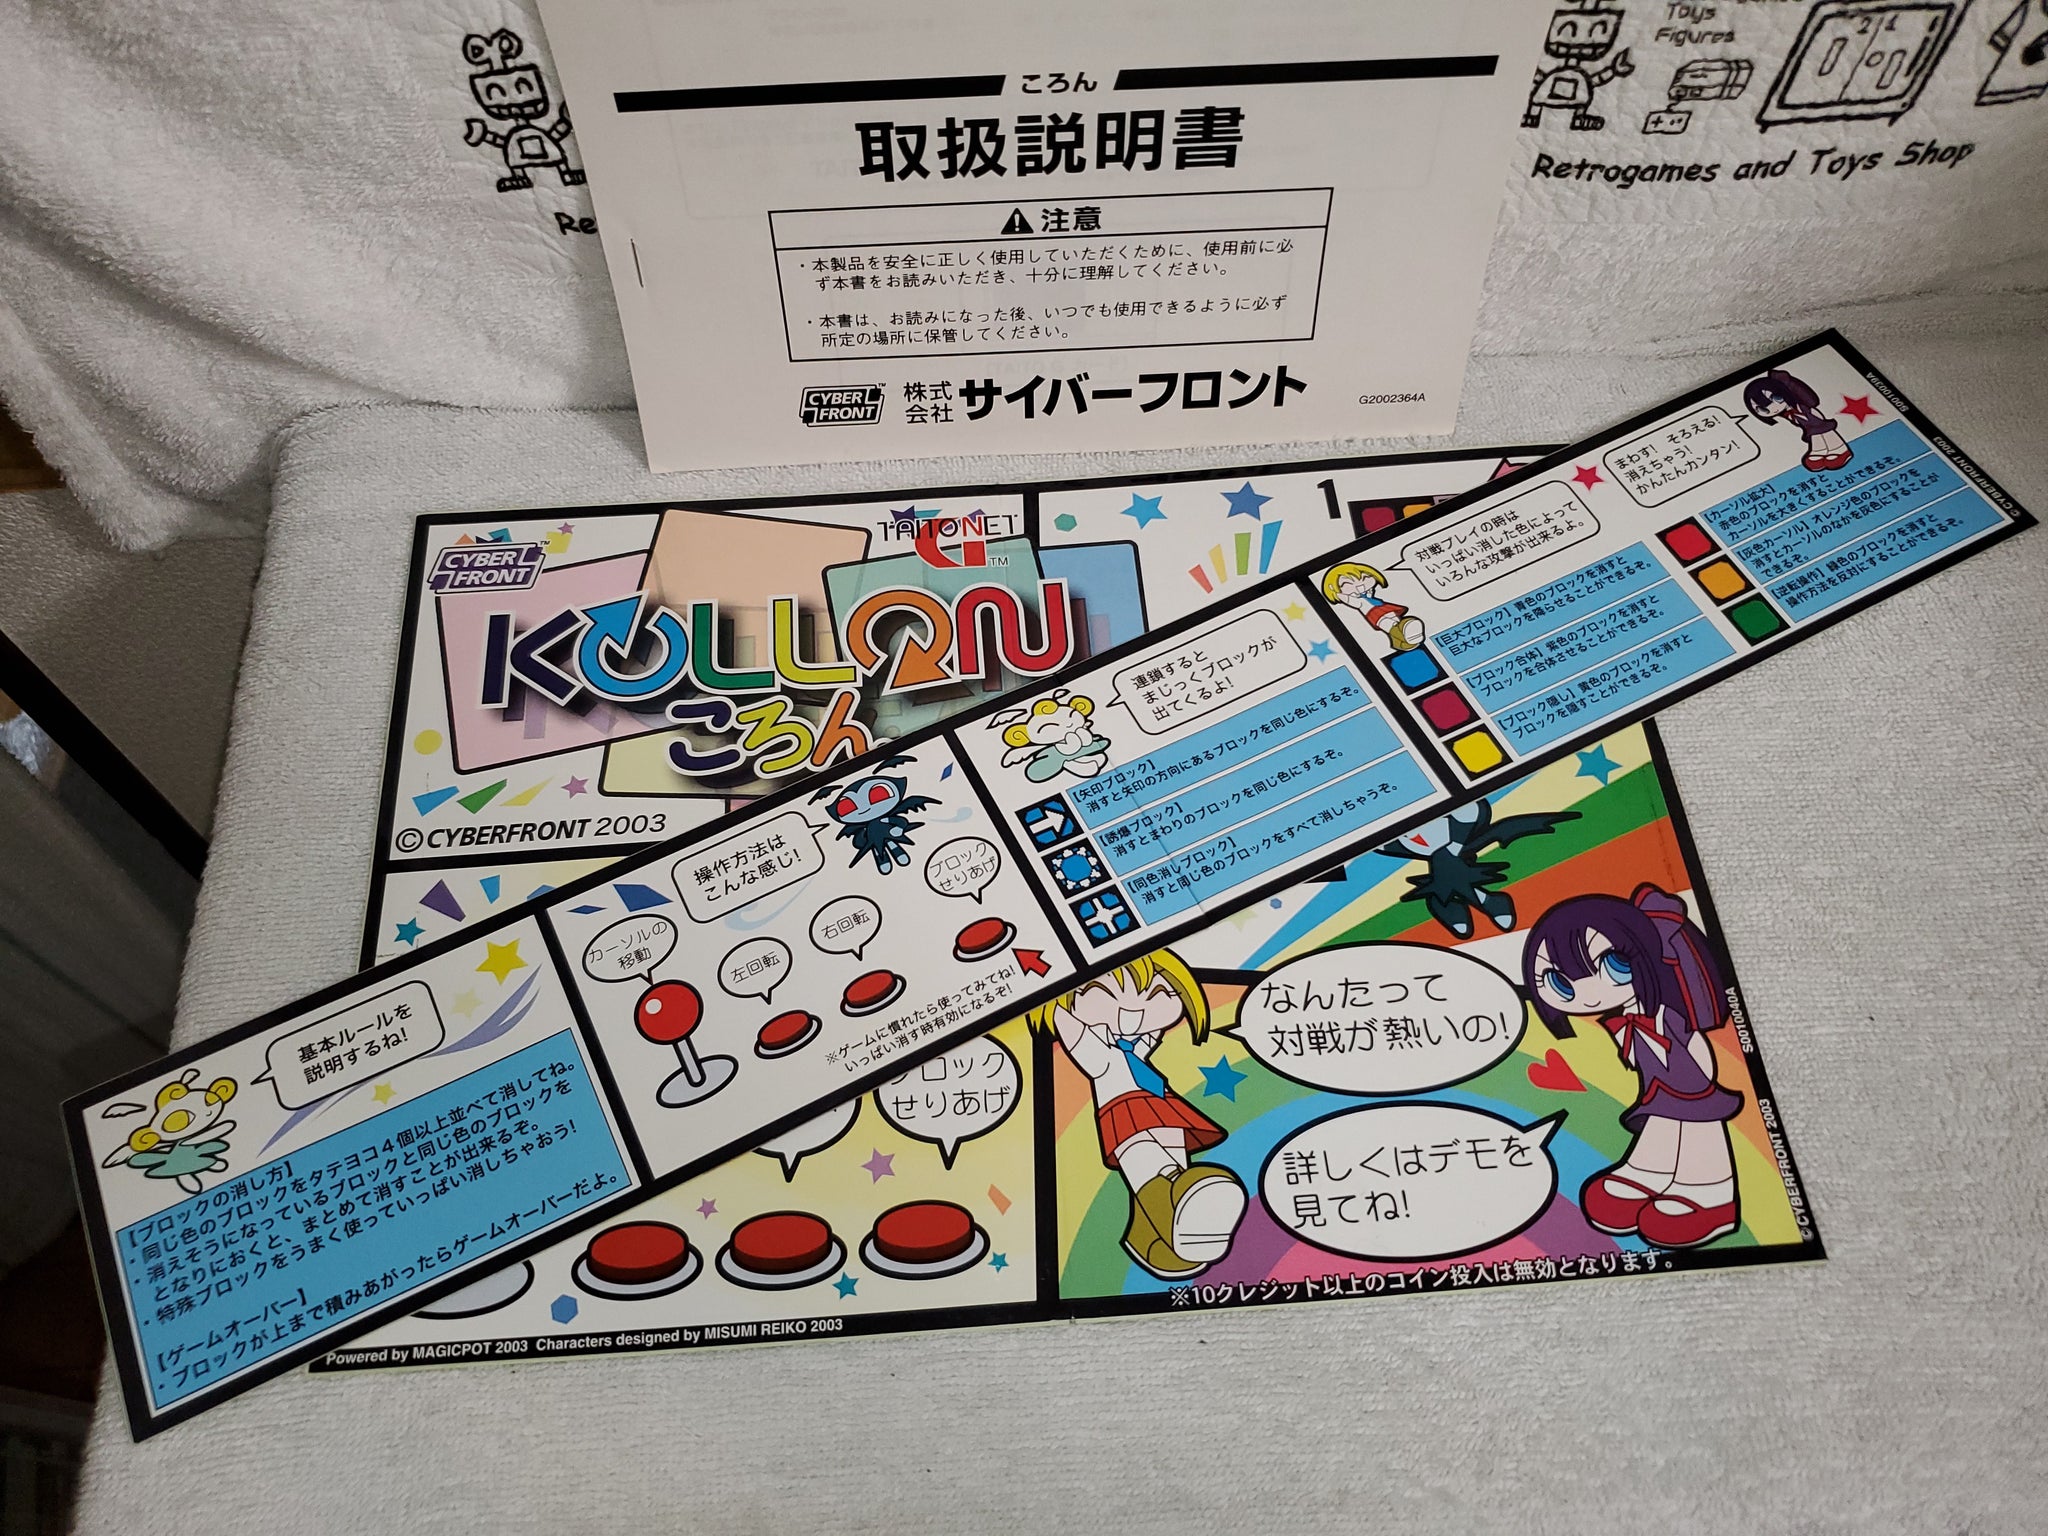 Toys
Figures
Retrogames and Toys Shop
Re
ころん
取扱説明書
注意
・本製品を安全に正しく使用していただくために、使用前に必
ず本書をお読みいただき、十分に理解してください。
・本書は、お読みになった後、いつでも使用できるように必ず
所定の場所に保管してください。
CYBER
FRONT™
株式
会社
サイバーフロント
G2002364A
CYBER
FRONT™
TAITO NET
G™
KOLLON
ころん
©CYBERFRONT 2003
1
基本ルールを
説明するね!
【ブロックの消し方】
・同じ色のブロックをタテヨコ4個以上並べて消してね。
・消えそうになっているブロックと同じ色のブロックを
となりにおくと、まとめて消すことが出来るぞ。
・特殊ブロックをうまく使っていっぱい消しちゃおう!
【ゲームオーバー】
・ブロックが上まで積みあがったらゲームオーバーだよ。
操作方法は
こんな感じ!
カーソルの
移動
左回転
右回転
ブロック
せりあげ
※ゲームに慣れたら使ってみてね!
いっぱい消す時有効になるぞ!
連鎖すると
まじっくブロックが
出てくるよ!
【矢印ブロック】
消すと矢印の方向にあるブロックを同じ色にするぞ。
【誘爆ブロック】
消すとまわりのブロックを同じ色にするぞ。
【同色消しブロック】
消すと同じ色のブロックをすべて消しちゃうぞ。
対戦プレイの時は
いっぱい消した色によって
いろんな攻撃が出来るよ。
【巨大ブロック】青色のブロックを消すと
巨大なブロックを降らせることができるぞ。
【ブロック合体】紫色のブロックを消すと
ブロックを合体させることができるぞ。
【ブロック隠し】黄色のブロックを消すと
ブロックを隠すことができるぞ。
まわす! そろえる!
消えちゃう!
かんたんカンタン!
【カーソル拡大】
赤色のブロックを消すと
カーソルを大きくすることができるぞ。
【灰色カーソル】オレンジ色のブロックを
消すとカーソルのなかを灰色にすることが
できるぞ。
【逆転操作】緑色のブロックを消すと
操作方法を反対にすることができるぞ。
S0010039A
©CYBERFRONT 2003
ブロック
せりあげ
なんたって
対戦が熱いの!
詳しくはデモを
見てね!
S0010040A
©CYBERFRONT 2003
※10クレジット以上のコイン投入は無効となります。
Powered by MAGICPOT 2003 Characters designed by MISUMI REIKO 2003